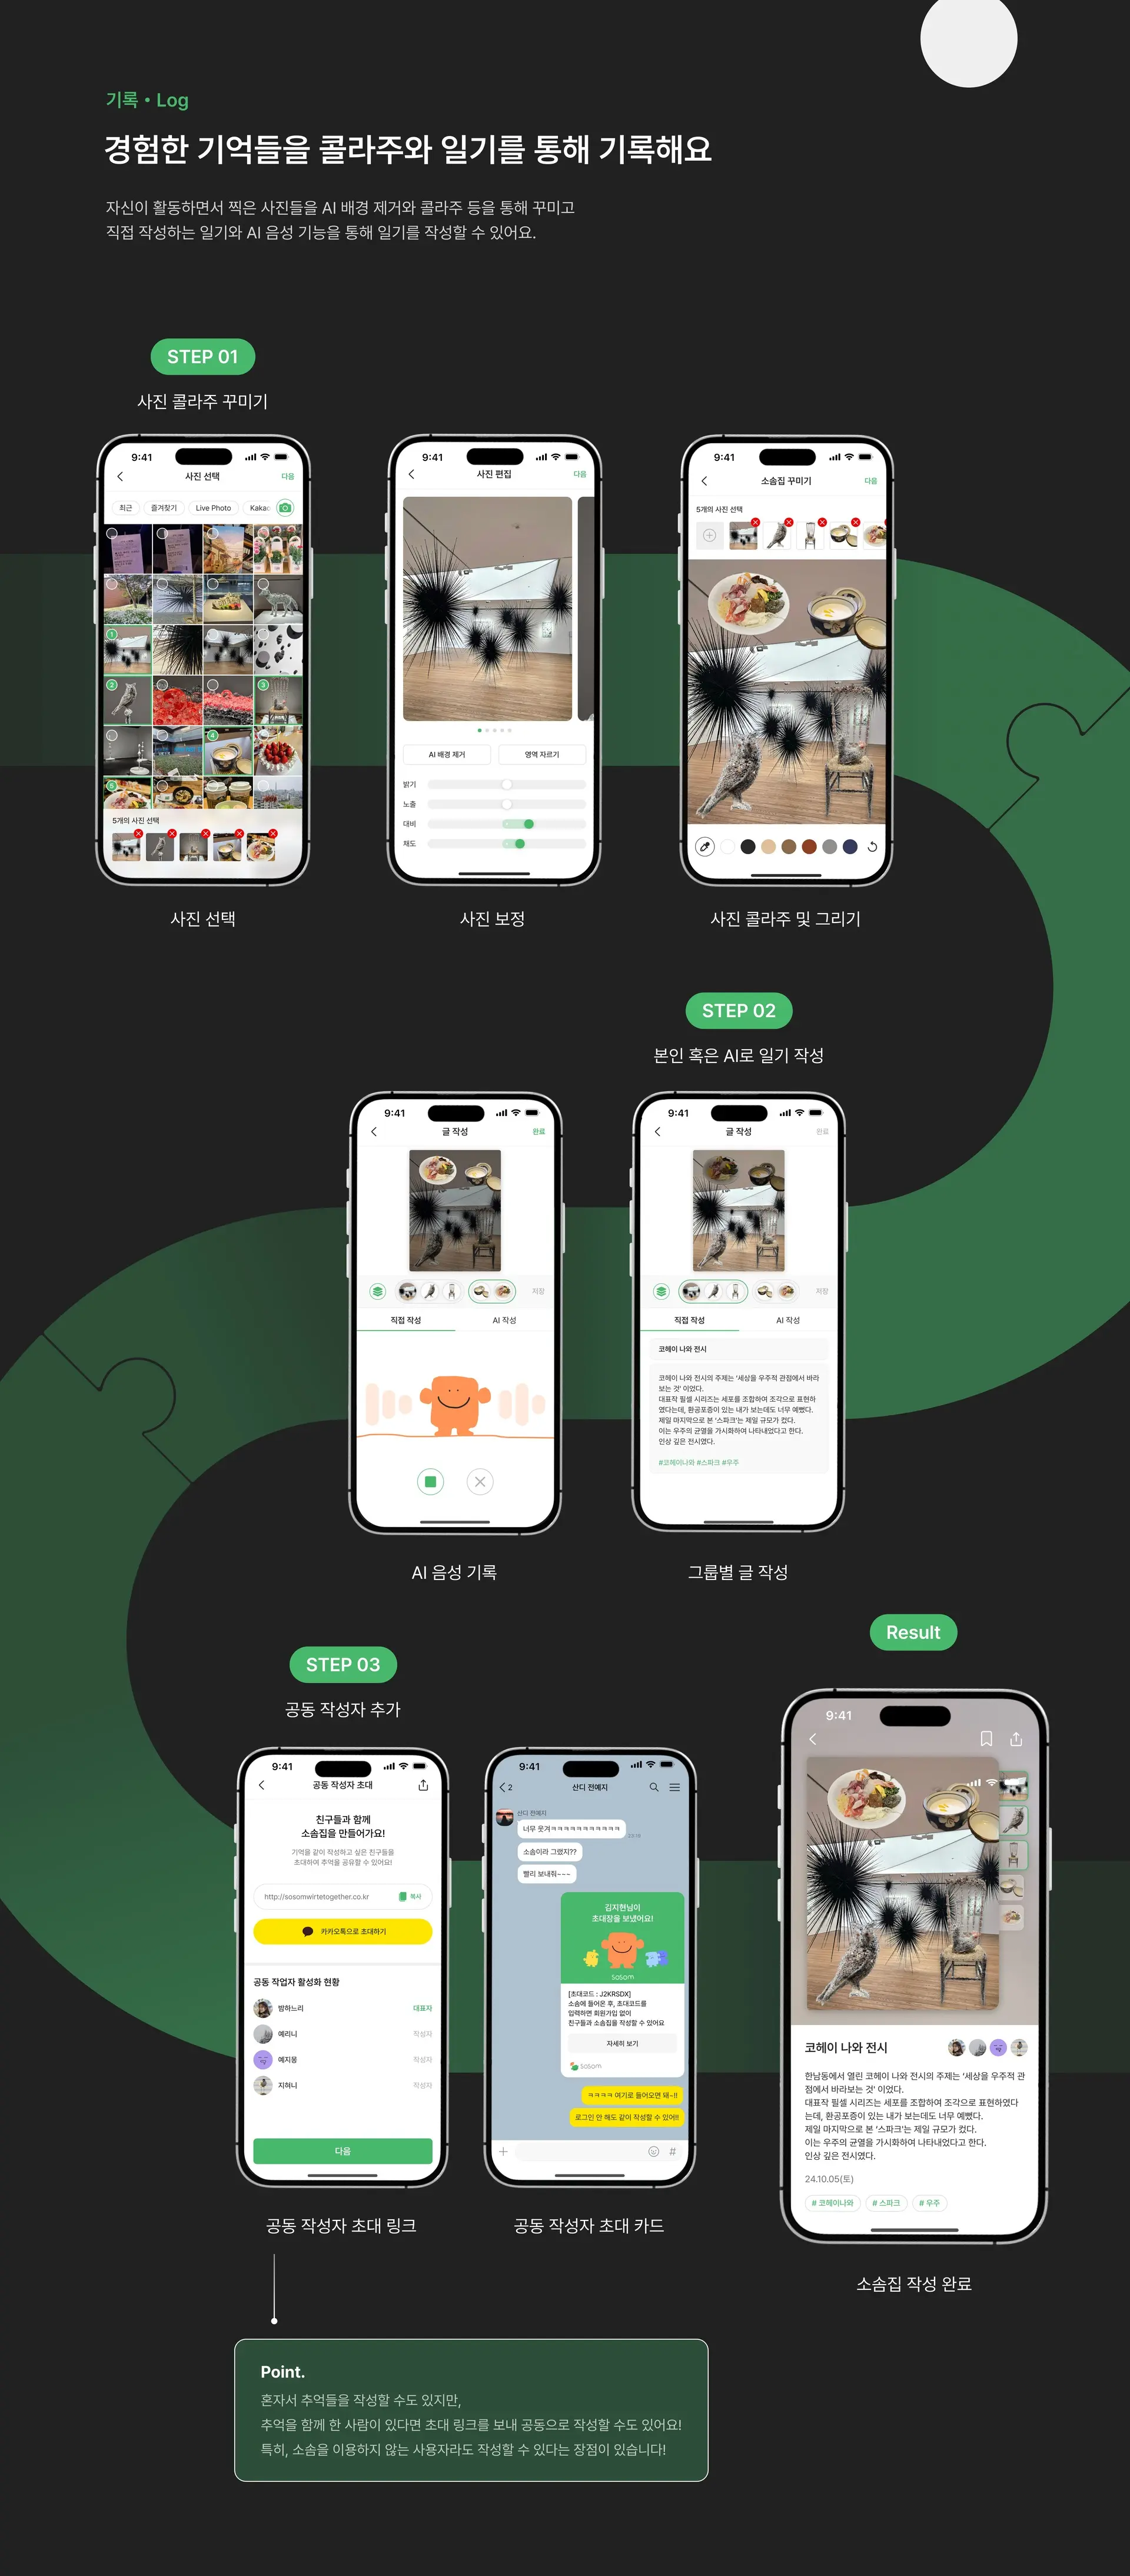 기록 • Log
경험한 기억들을 콜라주와 일기를 통해 기록해요
자신이 활동하면서 찍은 사진들을 AI 배경 제거와 콜라주 등을 통해 꾸미고
직접 작성하는 일기와 AI 음성 기능을 통해 일기를 작성할 수 있어요.
STEP 01
사진 콜라주 꾸미기
9:41
사진 선택
다음
최근
즐겨찾기
Live Photo
1
2
3
4
5
5개의 사진 선택
사진 선택
9:41
사진 편집
다음
AI 배경 제거
영역 자르기
밝기
노출
대비
채도
사진 보정
9:41
소솜집 꾸미기
다음
5개의 사진 선택
사진 콜라주 및 그리기
STEP 02
본인 혹은 AI로 일기 작성
9:41
글 작성
완료
저장
직접 작성
AI 작성
AI 음성 기록
9:41
글 작성
완료
저장
직접 작성
AI 작성
코헤이 나와 전시
코헤이 나와 전시의 주제는 '세상을 우주적 관점에서 바라
보는 것' 이었다.
대표작 픽셀 시리즈는 세포를 조합하여 조각으로 표현하
였다는데, 환공포증이 있는 내가 보는데도 너무 예뻤다.
제일 마지막으로 본 '스파크'는 제일 규모가 컸다.
이는 우주의 균열을 가시화하여 나타내었다고 한다.
인상 깊은 전시였다.
#코헤이나와 #스파크 #우주
그룹별 글 작성
STEP 03
공동 작성자 추가
9:41
공동 작성자 초대
친구들과 함께
소솜집을 만들어가요!
기억을 같이 작성하고 싶은 친구들을
초대하여 추억을 공유할 수 있어요!
http://sosomwirtetogether.co.kr
복사
카카오톡으로 초대하기
공동 작업자 활성화 현황
밤하느리
대표자
예리니
작성자
예지몽
작성자
지혀니
작성자
다음
공동 작성자 초대 링크
9:41
2
산디 전예지
산디 전예지
너무 웃겨ㅋㅋㅋㅋㅋㅋㅋㅋㅋㅋㅋ
소솜이라 그랬지??
빨리 보내줘~~~
김지현님이
초대장을 보냈어요!
sosom
[초대코드 : J2KRSDX]
소솜에 들어온 후, 초대코드를
입력하면 회원가입 없이
친구들과 소솜집을 작성할 수 있어요
자세히 보기
sosom
ㅋㅋㅋㅋ 여기로 들어오면 돼~!!
로그인 안 해도 같이 작성할 수 있어!!
#
공동 작성자 초대 카드
Result
9:41
코헤이 나와 전시
한남동에서 열린 코헤이 나와 전시의 주제는 '세상을 우주적 관
점에서 바라보는 것' 이었다.
대표작 픽셀 시리즈는 세포를 조합하여 조각으로 표현하였다
는데, 환공포증이 있는 내가 보는데도 너무 예뻤다.
제일 마지막으로 본 '스파크'는 제일 규모가 컸다.
이는 우주의 균열을 가시화하여 나타내었다고 한다.
인상 깊은 전시였다.
24.10.05(토)
# 코헤이나와
# 스파크
# 우주
소솜집 작성 완료
Point.
혼자서 추억들을 작성할 수도 있지만,
추억을 함께 한 사람이 있다면 초대 링크를 보내 공동으로 작성할 수도 있어요!
특히, 소솜을 이용하지 않는 사용자라도 작성할 수 있다는 장점이 있습니다!